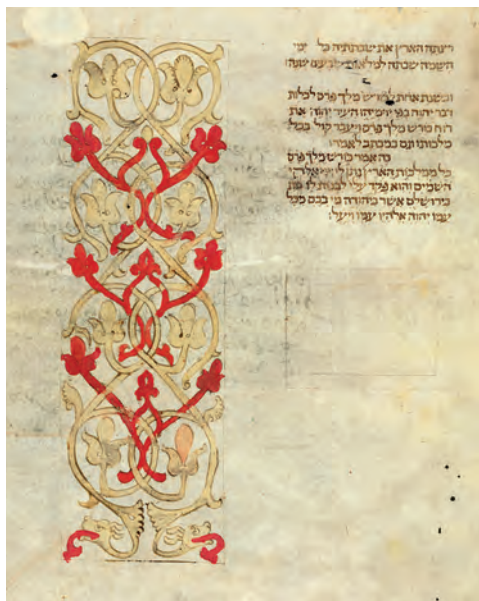 רצתה הארץ את שבתותיה כל ימי
השמה שבתה למלאות שבעים שנה:
ובשנת אחת לכורש מלך פרס לכלות
דבר יהוה בפי ירמיהו העיר יהוה את
רוח כורש מלך פרס ויעבר קול בכל
מלכותו וגם במכתב לאמר:
כה אמר כורש מלך פרס
כל ממלכות הארץ נתן לי יהוה אלהי
השמים והוא פקד עלי לבנות לו בית
בירושלם אשר ביהודה מי בכם מכל
עמו יהוה אלהיו עמו ויעל: